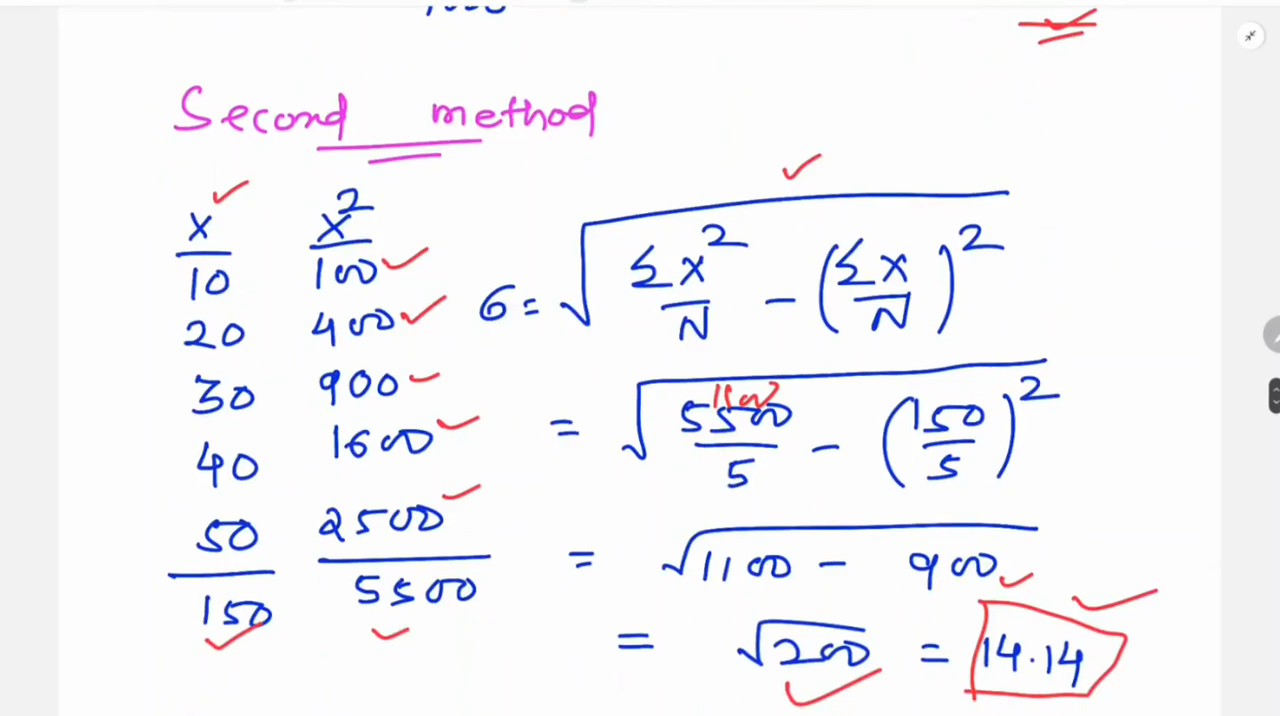 Second method
X X²
10 100
20 400
30 900
40 1600
50 2500
150 5500
σ = √(ΣX²/N - (ΣX/N)²)
= √(5500/5 - (150/5)²)
1100
= √(1100 - 900)
= √200 = 14.14